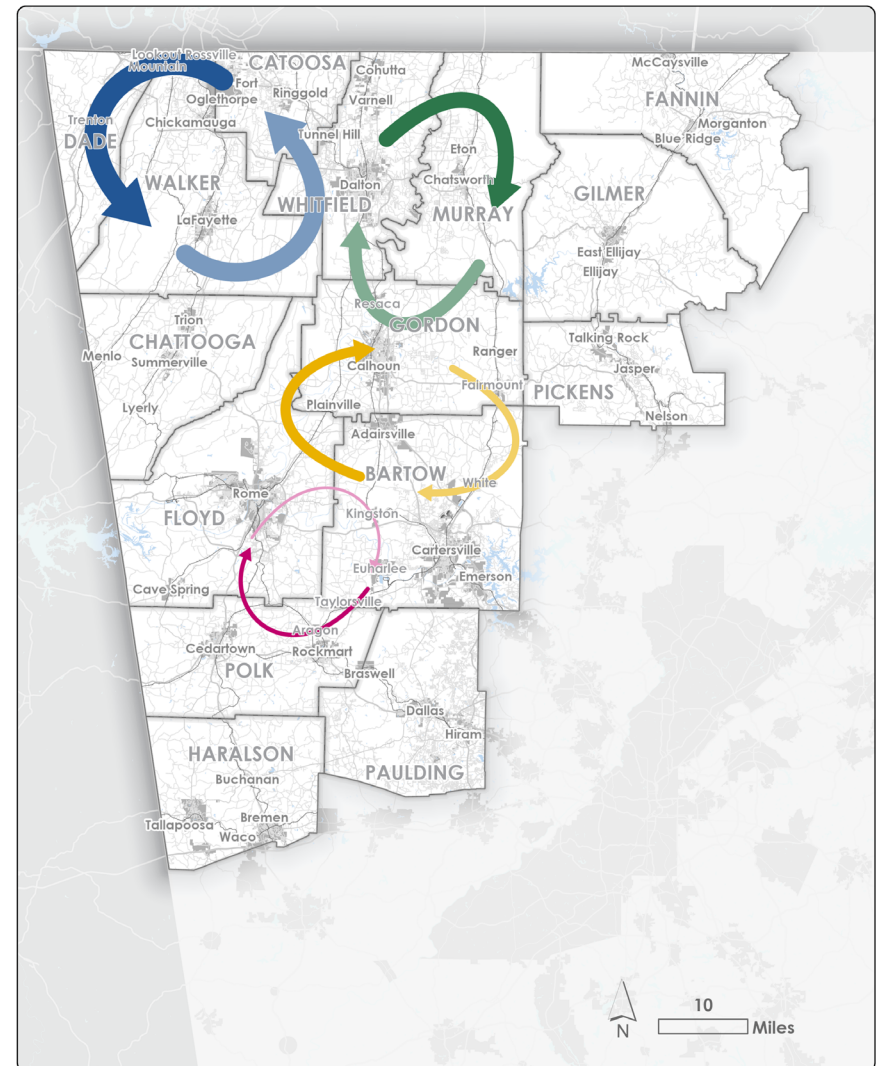 Lookout Rossville
Mountain
CATOOSA
Cohutta
McCaysville
Fort
Oglethorpe
Ringgold
Varnell
FANNIN
Trenton
DADE
Chickamauga
Tunnel Hill
Morganton
Blue Ridge
Eton
WALKER
Dalton
Chatsworth
GILMER
WHITFIELD
MURRAY
LaFayette
East Ellijay
Ellijay
Resaca
Trion
GORDON
CHATTOOGA
Talking Rock
Menlo
Summerville
Ranger
Calhoun
Jasper
Fairmount
PICKENS
Lyerly
Plainville
Nelson
Adairsville
BARTOW
White
Rome
Kingston
FLOYD
Cartersville
Euharlee
Emerson
Cave Spring
Taylorsville
Aragon
Cedartown
Rockmart
POLK
Braswell
Dallas
Hiram
HARALSON
PAULDING
Buchanan
Tallapoosa
Bremen
Waco
10
N
Miles